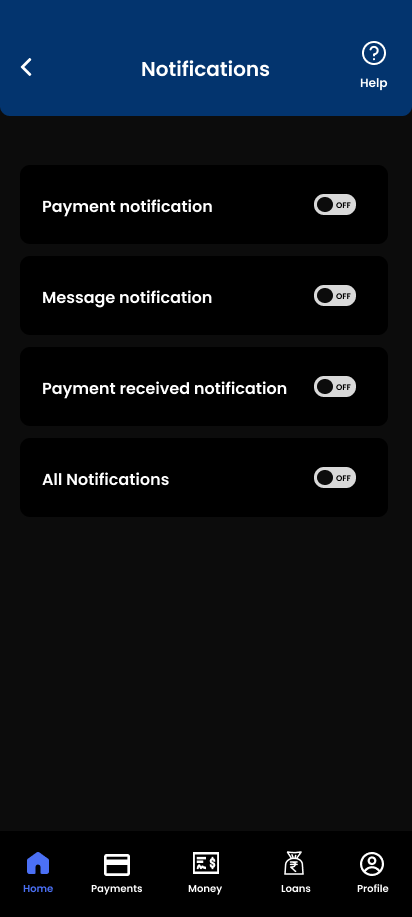 Notifications
Help
Payment notification
OFF
Message notification
OFF
Payment received notification
OFF
All Notifications
OFF
Home
Payments
Money
Loans
Profile